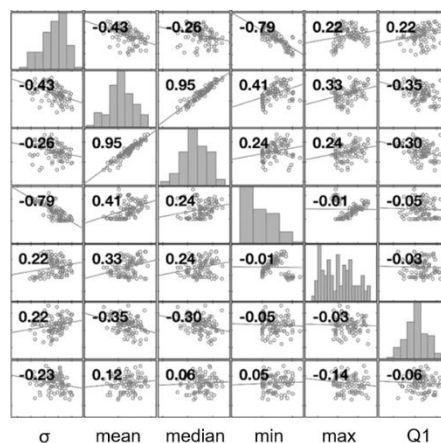 -0.43 -0.26 -0.79 0.22 0.22
-0.43 0.95 0.41 0.33 -0.35
-0.26 0.95 0.24 0.24 -0.30
-0.79 0.41 0.24 -0.01 -0.05
0.22 0.33 0.24 -0.01 -0.03
0.22 -0.35 -0.30 -0.05 -0.03
-0.23 0.12 0.06 0.05 -0.14 -0.06
σ mean median min max Q1